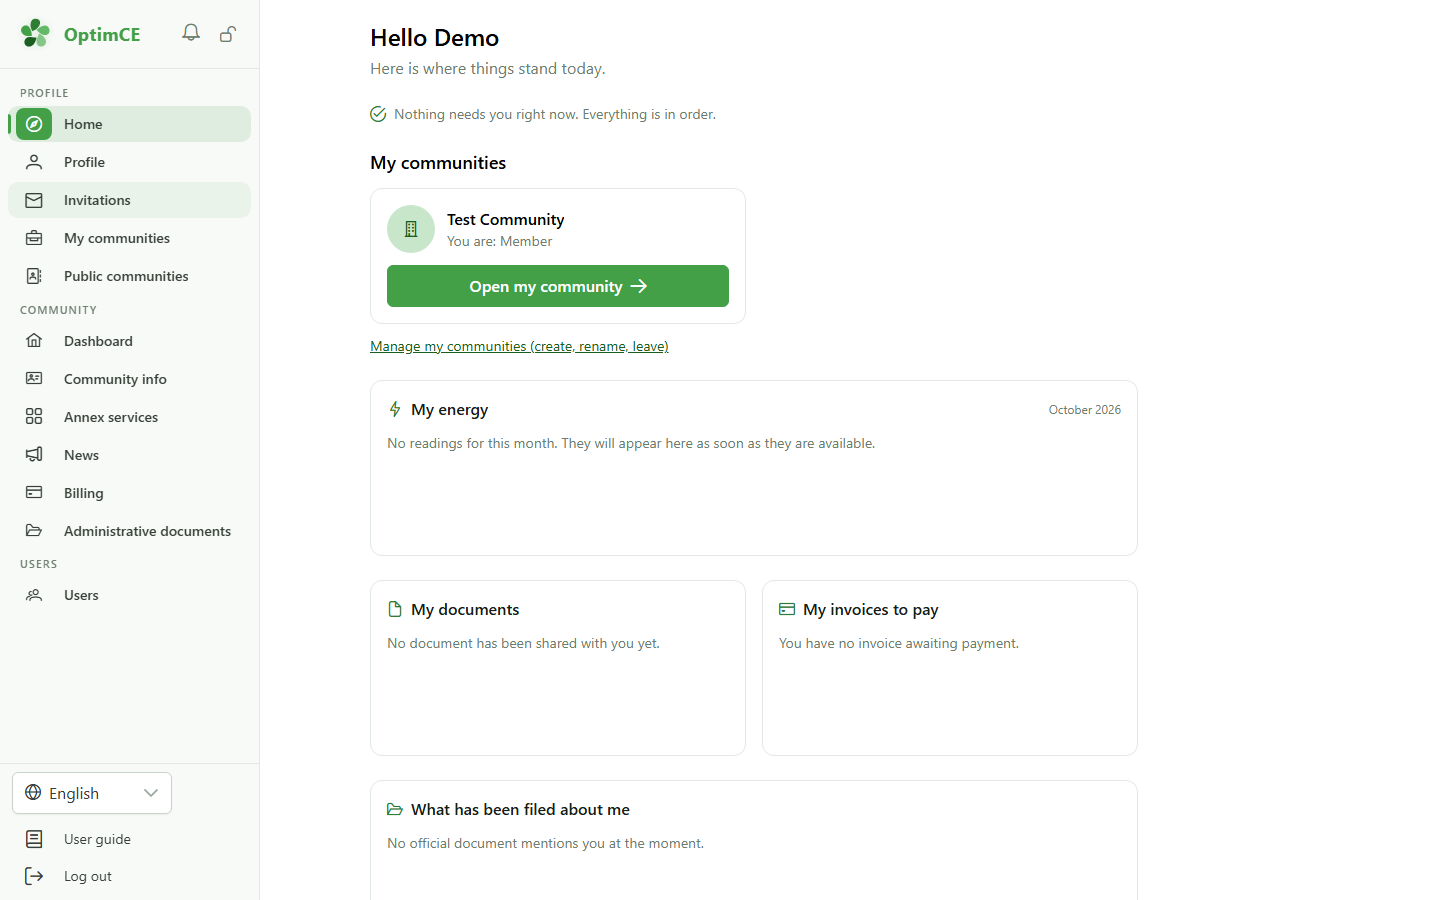 OptimCE
PROFILE
Home
Profile
Invitations
My communities
Public communities
COMMUNITY
Dashboard
Community info
Annex services
News
Billing
Administrative documents
USERS
Users
English
User guide
Log out
Hello Demo
Here is where things stand today.
Nothing needs you right now. Everything is in order.
My communities
Test Community
You are: Member
Open my community
Manage my communities (create, rename, leave)
My energy
October 2026
No readings for this month. They will appear here as soon as they are available.
My documents
No document has been shared with you yet.
My invoices to pay
You have no invoice awaiting payment.
What has been filed about me
No official document mentions you at the moment.